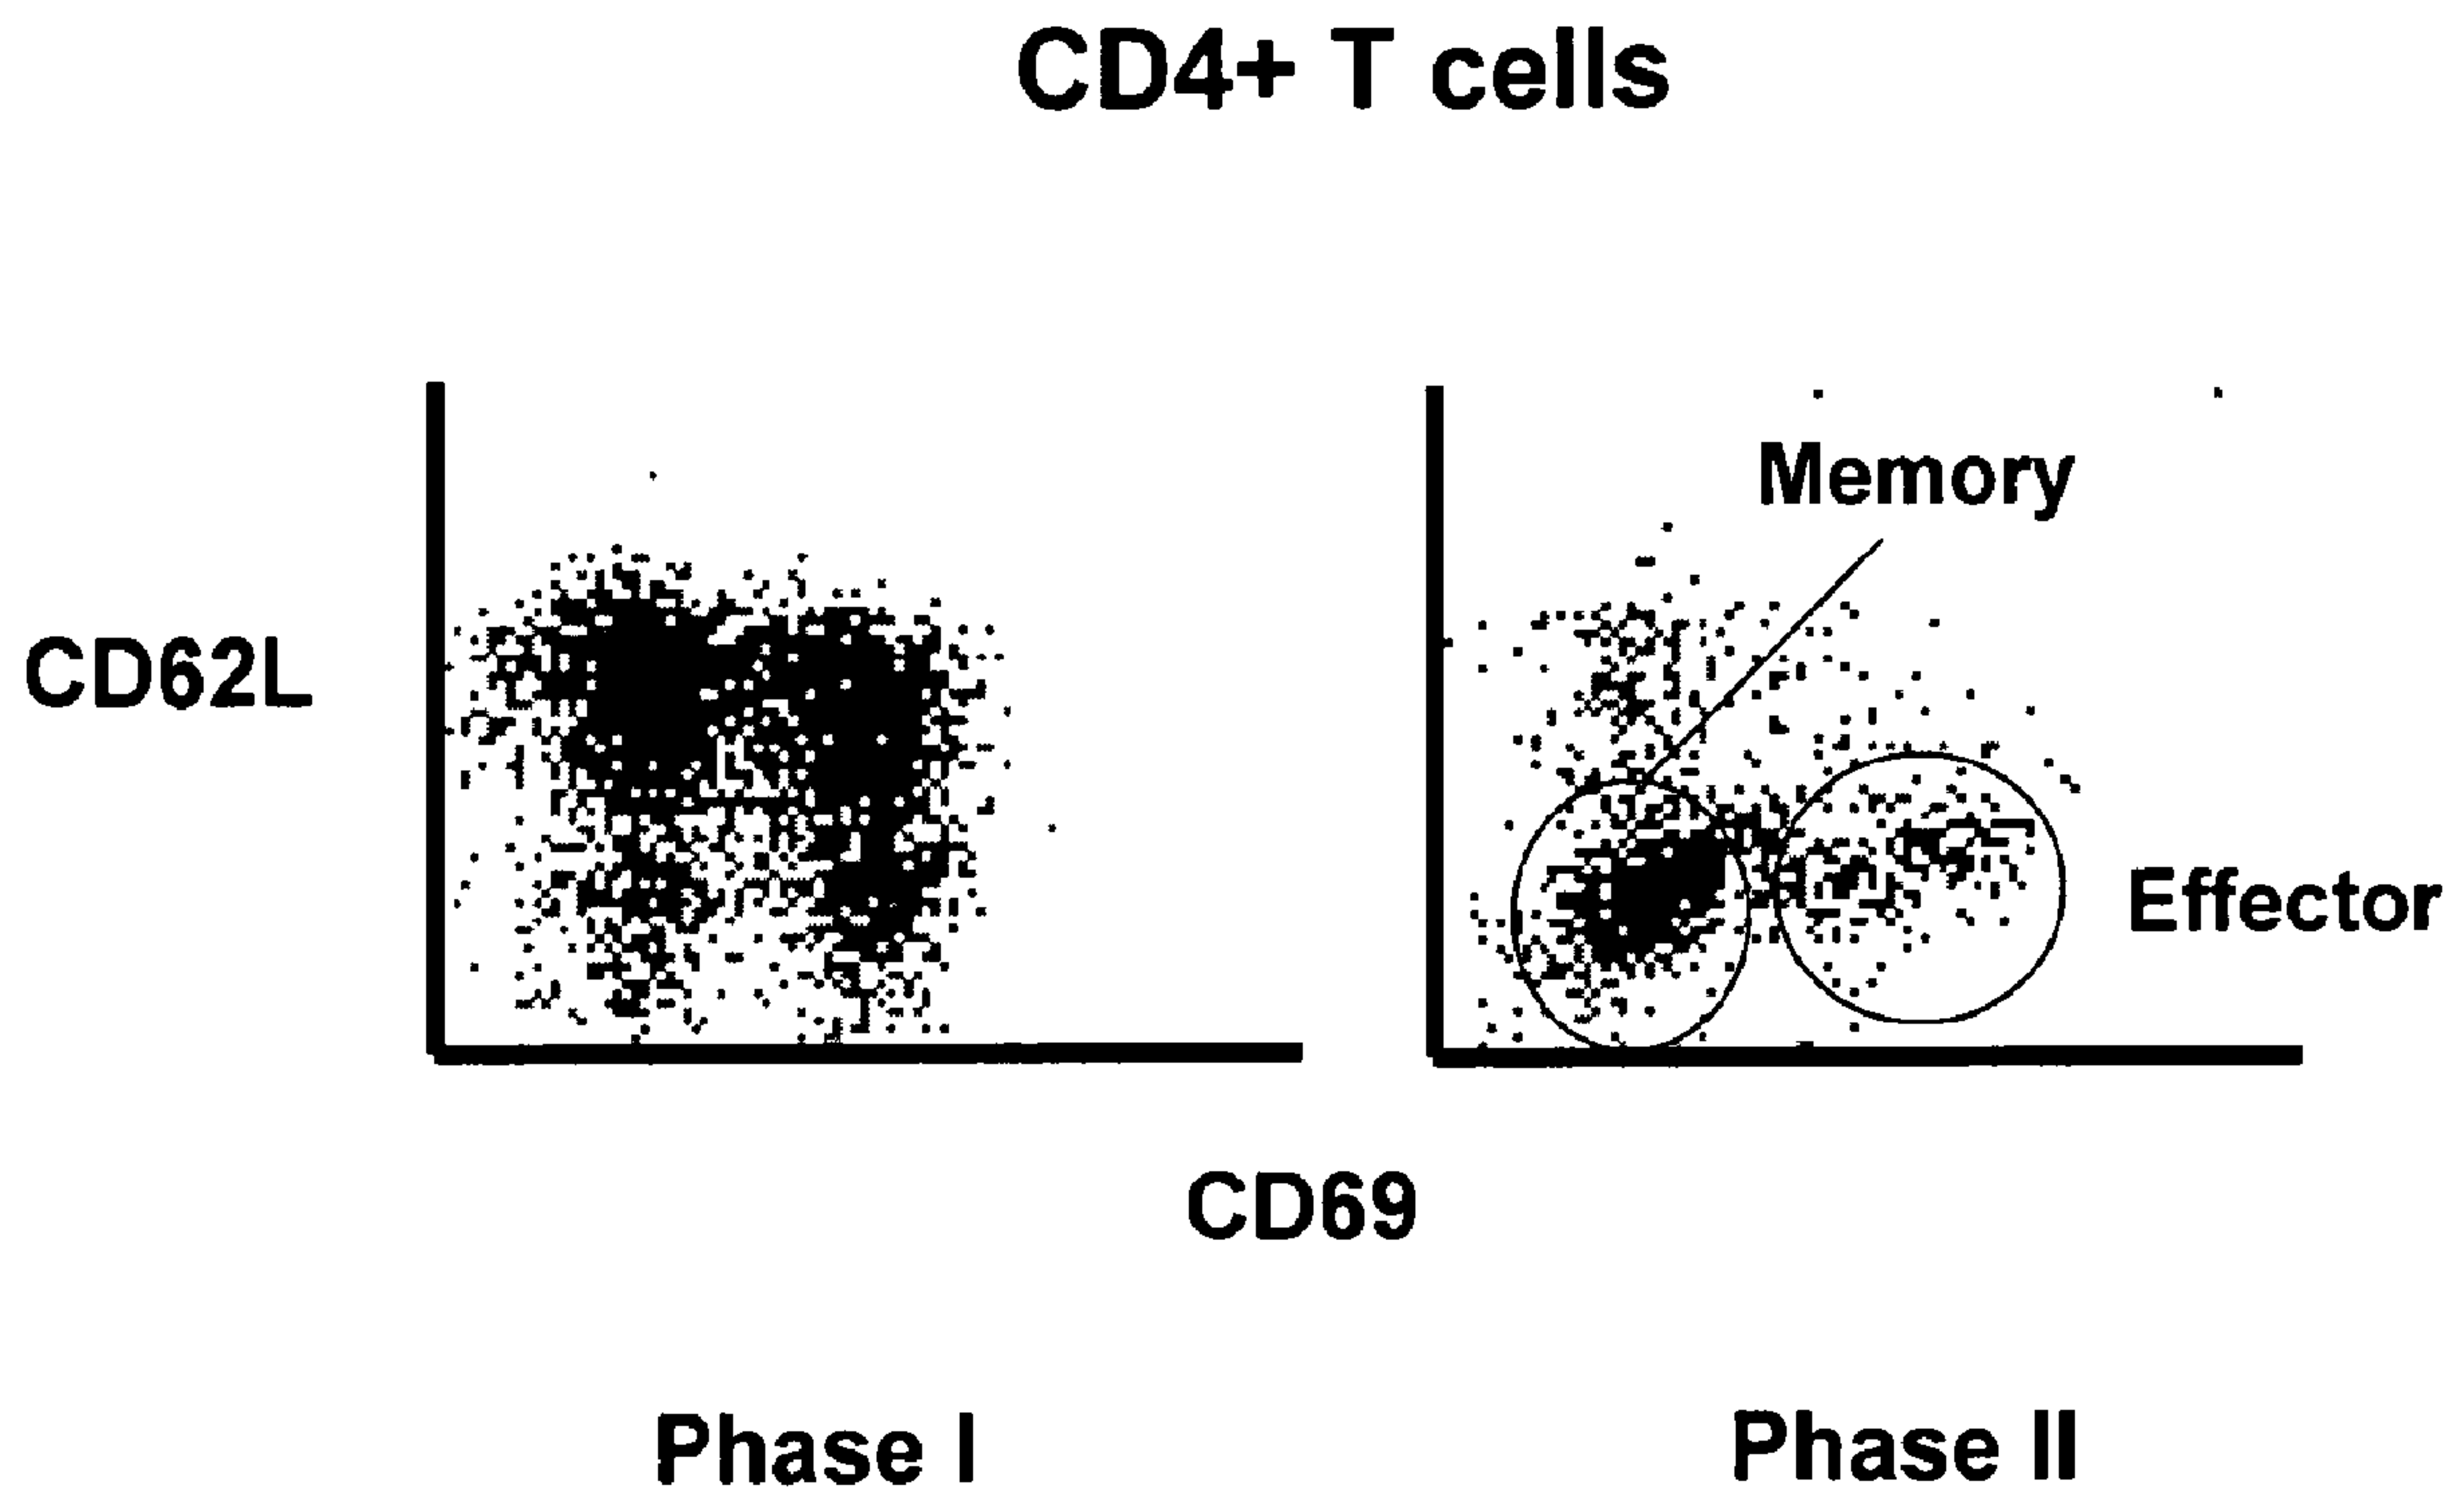 CD4+ T cells
Memory
CD62L
Effector
CD69
Phase I
Phase II